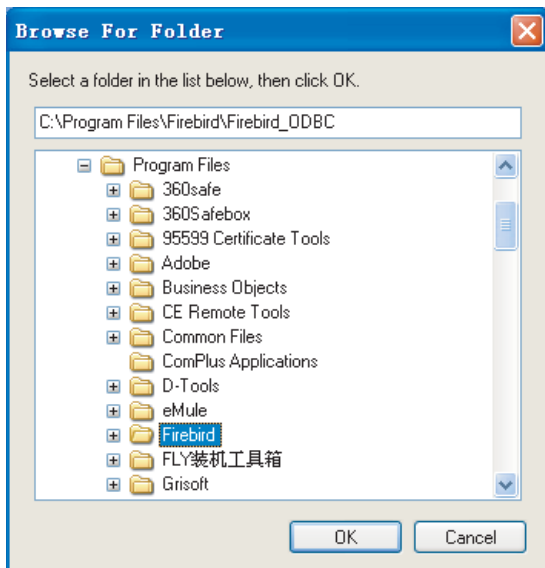 Browse For Folder
Select a folder in the list below, then click OK.
C:\Program Files\Firebird\Firebird_ODBC
Program Files
360safe
360Safebox
95599 Certificate Tools
Adobe
Business Objects
CE Remote Tools
Common Files
ComPlus Applications
D-Tools
eMule
Firebird
FLY装机工具箱
Grisoft
OK Cancel